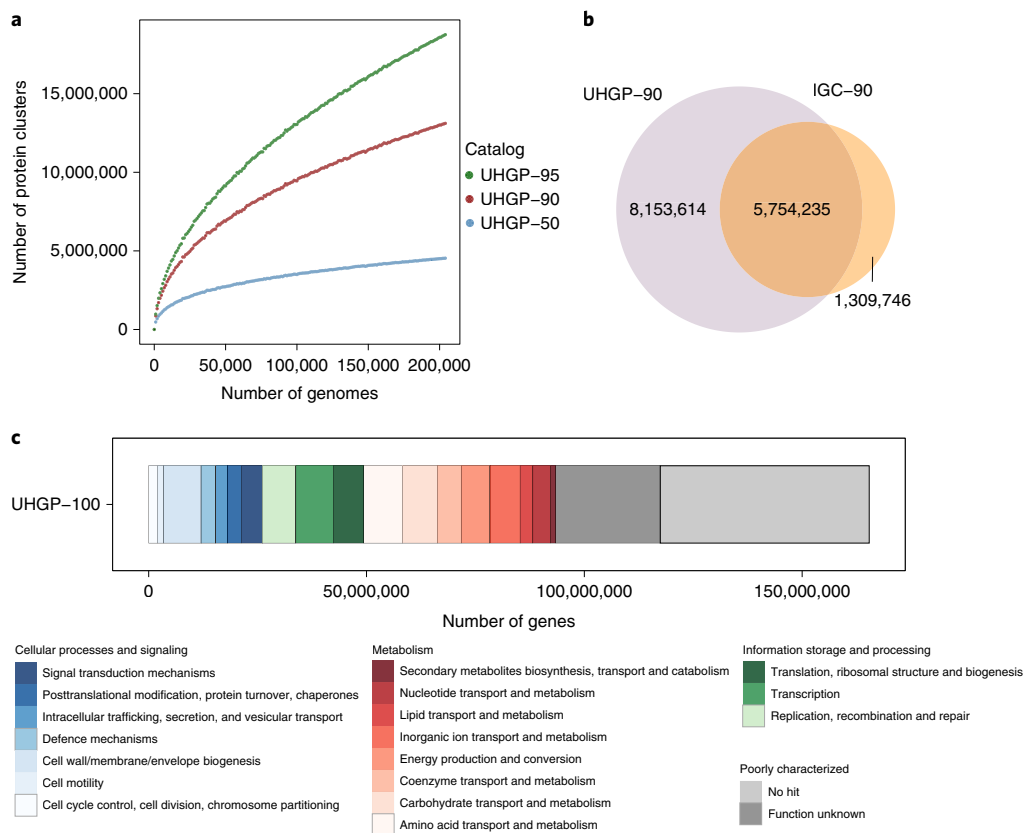 a
Number of protein clusters
15,000,000
10,000,000
5,000,000
0
0 50,000 100,000 150,000 200,000
Number of genomes
Catalog
UHGP–95
UHGP–90
UHGP–50
b
UHGP–90
IGC–90
8,153,614
5,754,235
1,309,746
c
UHGP–100
0 50,000,000 100,000,000 150,000,000
Number of genes
Cellular processes and signaling
Signal transduction mechanisms
Posttranslational modification, protein turnover, chaperones
Intracellular trafficking, secretion, and vesicular transport
Defence mechanisms
Cell wall/membrane/envelope biogenesis
Cell motility
Cell cycle control, cell division, chromosome partitioning
Metabolism
Secondary metabolites biosynthesis, transport and catabolism
Nucleotide transport and metabolism
Lipid transport and metabolism
Inorganic ion transport and metabolism
Energy production and conversion
Coenzyme transport and metabolism
Carbohydrate transport and metabolism
Amino acid transport and metabolism
Information storage and processing
Translation, ribosomal structure and biogenesis
Transcription
Replication, recombination and repair
Poorly characterized
No hit
Function unknown